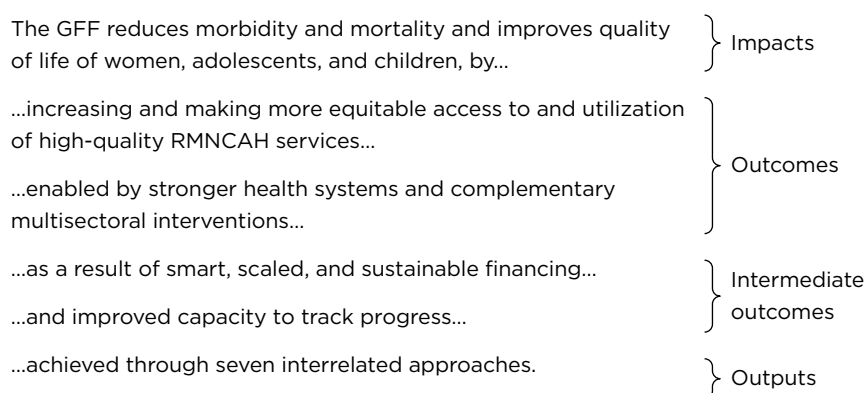 The GFF reduces morbidity and mortality and improves quality
of life of women, adolescents, and children, by...
Impacts
...increasing and making more equitable access to and utilization
of high-quality RMNCAH services...
...enabled by stronger health systems and complementary
multisectoral interventions...
Outcomes
...as a result of smart, scaled, and sustainable financing...
...and improved capacity to track progress...
Intermediate
outcomes
...achieved through seven interrelated approaches.
Outputs